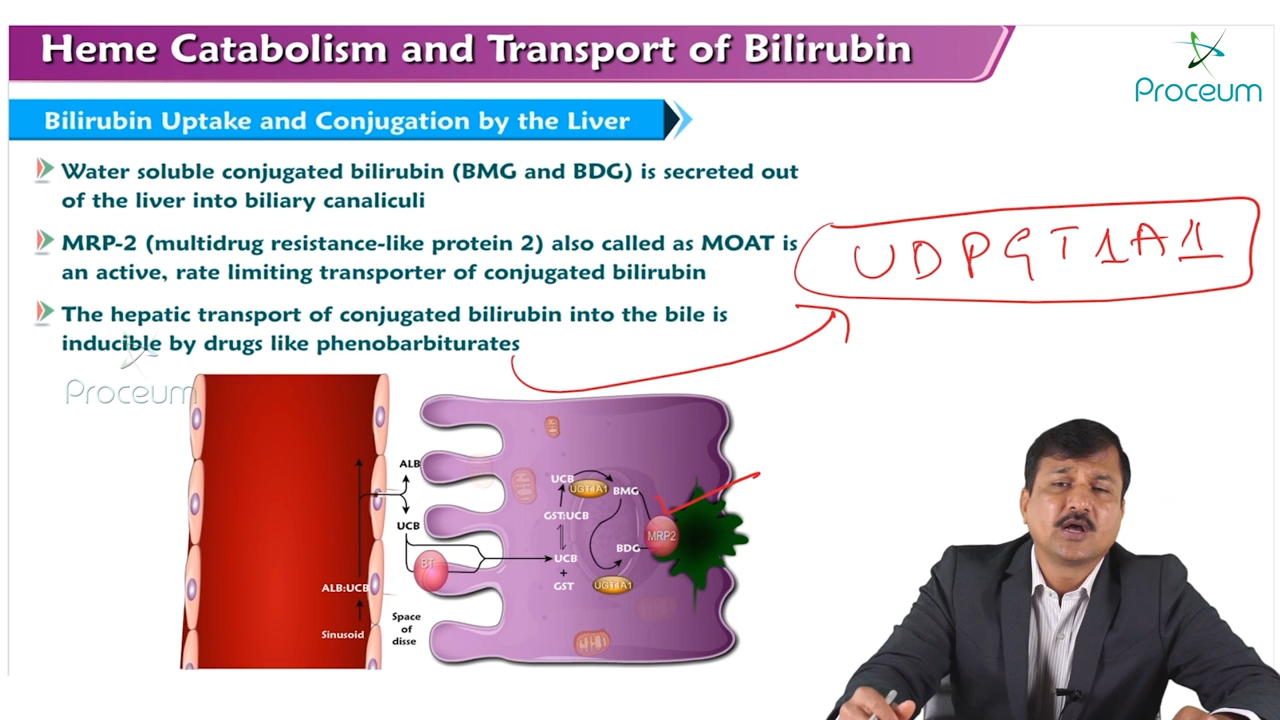 Heme Catabolism and Transport of Bilirubin
Proceum
Bilirubin Uptake and Conjugation by the Liver
Water soluble conjugated bilirubin (BMG and BDG) is secreted out
of the liver into biliary canaliculi
MRP-2 (multidrug resistance-like protein 2) also called as MOAT is
an active, rate limiting transporter of conjugated bilirubin
The hepatic transport of conjugated bilirubin into the bile is
inducible by drugs like phenobarbiturates
UDPGT1A1
Proceum
ALB
UCB
ALB:UCB
Sinusoid
BT
Space
of
disse
UCB
UGT1A1
BMG
GST:UCB
MRP2
BDG
UCB
+
GST
UGT1A1